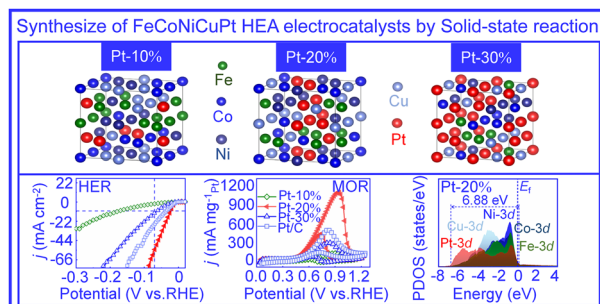 Synthesize of FeCoNiCuPt HEA electrocatalysts by Solid-state reaction
Pt-10%
Pt-20%
Pt-30%
Fe
Co
Ni
Cu
Pt
HER
j (mA cm⁻²)
22
0
-22
-44
-66
-0.3 -0.2 -0.1 0
Potential (V vs.RHE)
MOR
j (mA mg⁻¹Pt)
1200
900
600
300
0
Pt-10%
Pt-20%
Pt-30%
Pt/C
0.0 0.3 0.6 0.9 1.2
Potential (V vs.RHE)
Pt-20%
Ef
6.88 eV
Ni-3d
Cu-3d
Co-3d
Pt-3d
Fe-3d
PDOS (states/eV)
-8 -6 -4 -2 0 2 4
Energy (eV)